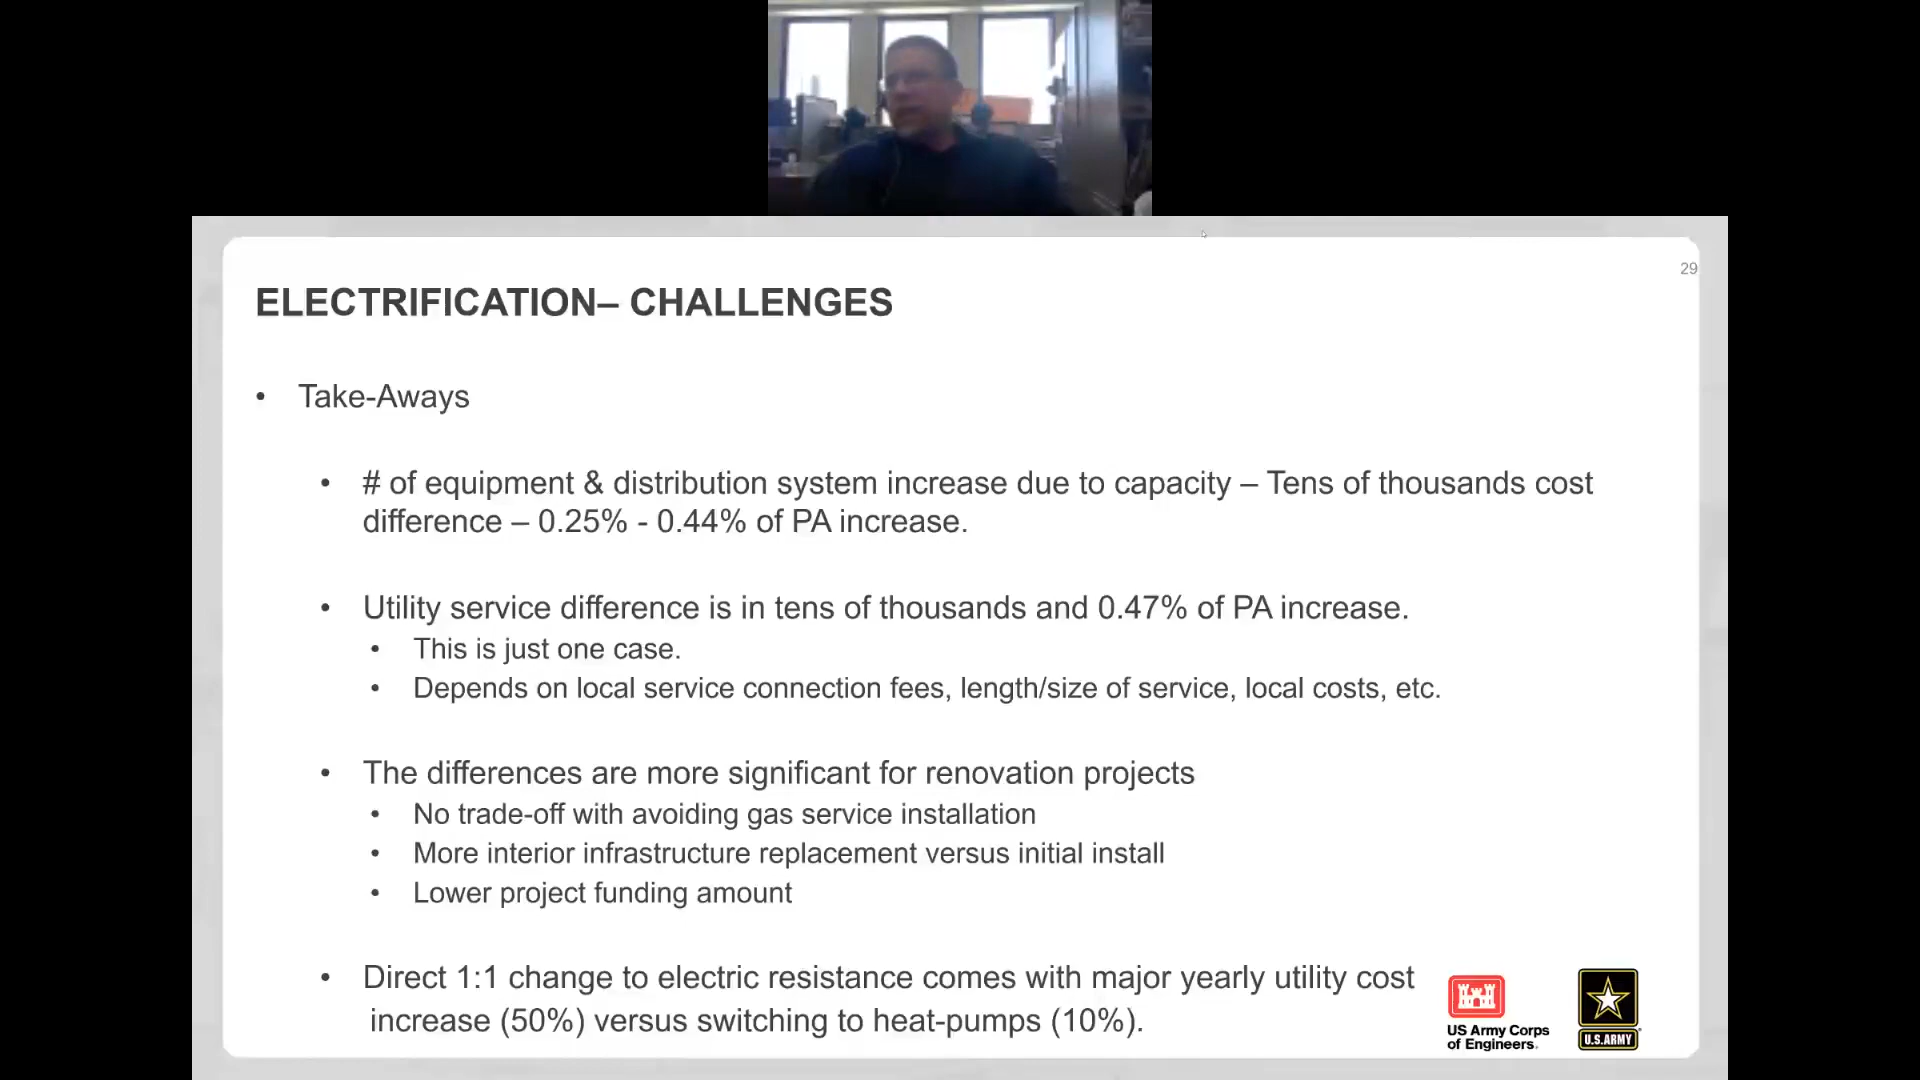 29
ELECTRIFICATION– CHALLENGES
• Take-Aways
• # of equipment & distribution system increase due to capacity – Tens of thousands cost
difference – 0.25% - 0.44% of PA increase.
• Utility service difference is in tens of thousands and 0.47% of PA increase.
• This is just one case.
• Depends on local service connection fees, length/size of service, local costs, etc.
• The differences are more significant for renovation projects
• No trade-off with avoiding gas service installation
• More interior infrastructure replacement versus initial install
• Lower project funding amount
• Direct 1:1 change to electric resistance comes with major yearly utility cost
increase (50%) versus switching to heat-pumps (10%).
US Army Corps
of Engineers.
U.S.ARMY